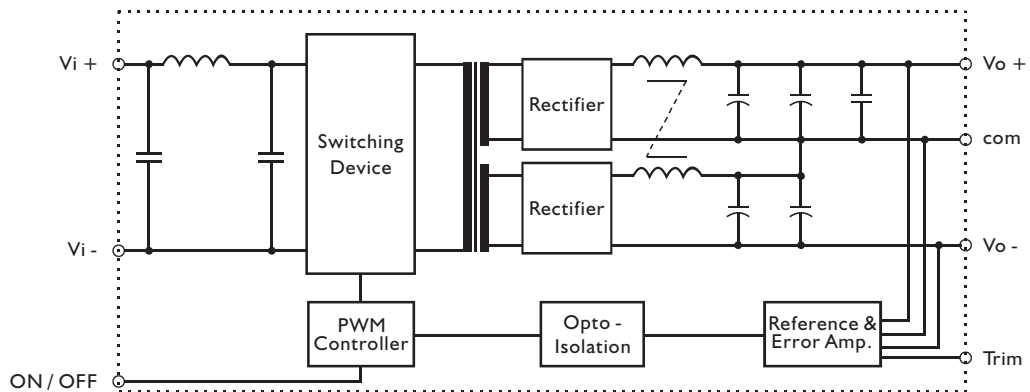 Vi +
Switching
Device
Rectifier
Vo +
com
Rectifier
Vi -
Vo -
PWM
Controller
Opto -
Isolation
Reference &
Error Amp.
Trim
ON / OFF